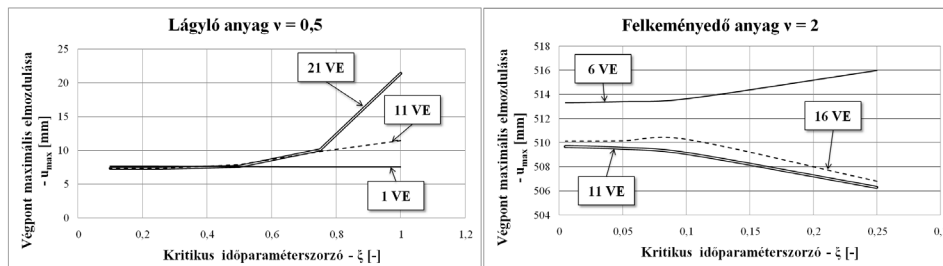 Lágyló anyag ν = 0,5
Végpont maximális elmozdulása
- umax [mm]
25
20
15
10
5
0
21 VE
11 VE
1 VE
0
0,2
0,4
0,6
0,8
1
1,2
Kritikus időparaméterszorzó - ξ [-]
Felkeményedő anyag ν = 2
Végpont maximális elmozdulása
- umax [mm]
518
516
514
512
510
508
506
504
6 VE
16 VE
11 VE
0
0,05
0,1
0,15
0,2
0,25
Kritikus időparaméterszorzó - ξ [-]